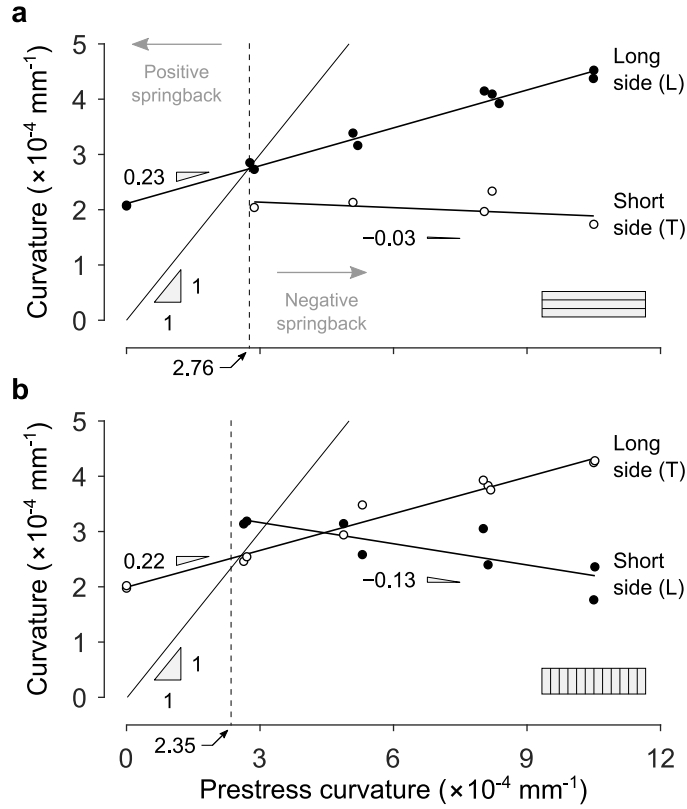 a
5
4
3
2
1
0
Curvature (×10⁻⁴ mm⁻¹)
Positive
springback
Long
side (L)
0.23
Short
side (T)
−0.03
1
1
Negative
springback
2.76
b
5
4
3
2
1
0
Curvature (×10⁻⁴ mm⁻¹)
Long
side (T)
0.22
Short
side (L)
−0.13
1
1
2.35
0
3
6
9
12
Prestress curvature (×10⁻⁴ mm⁻¹)